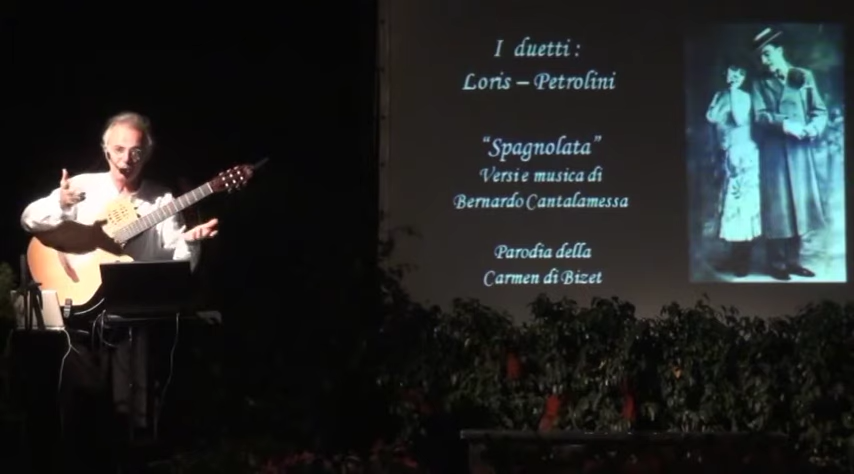 I duetti:
Loris – Petrolini
“Spagnolata”
Versi e musica di
Bernardo Cantalamessa
Parodia della
Carmen di Bizet